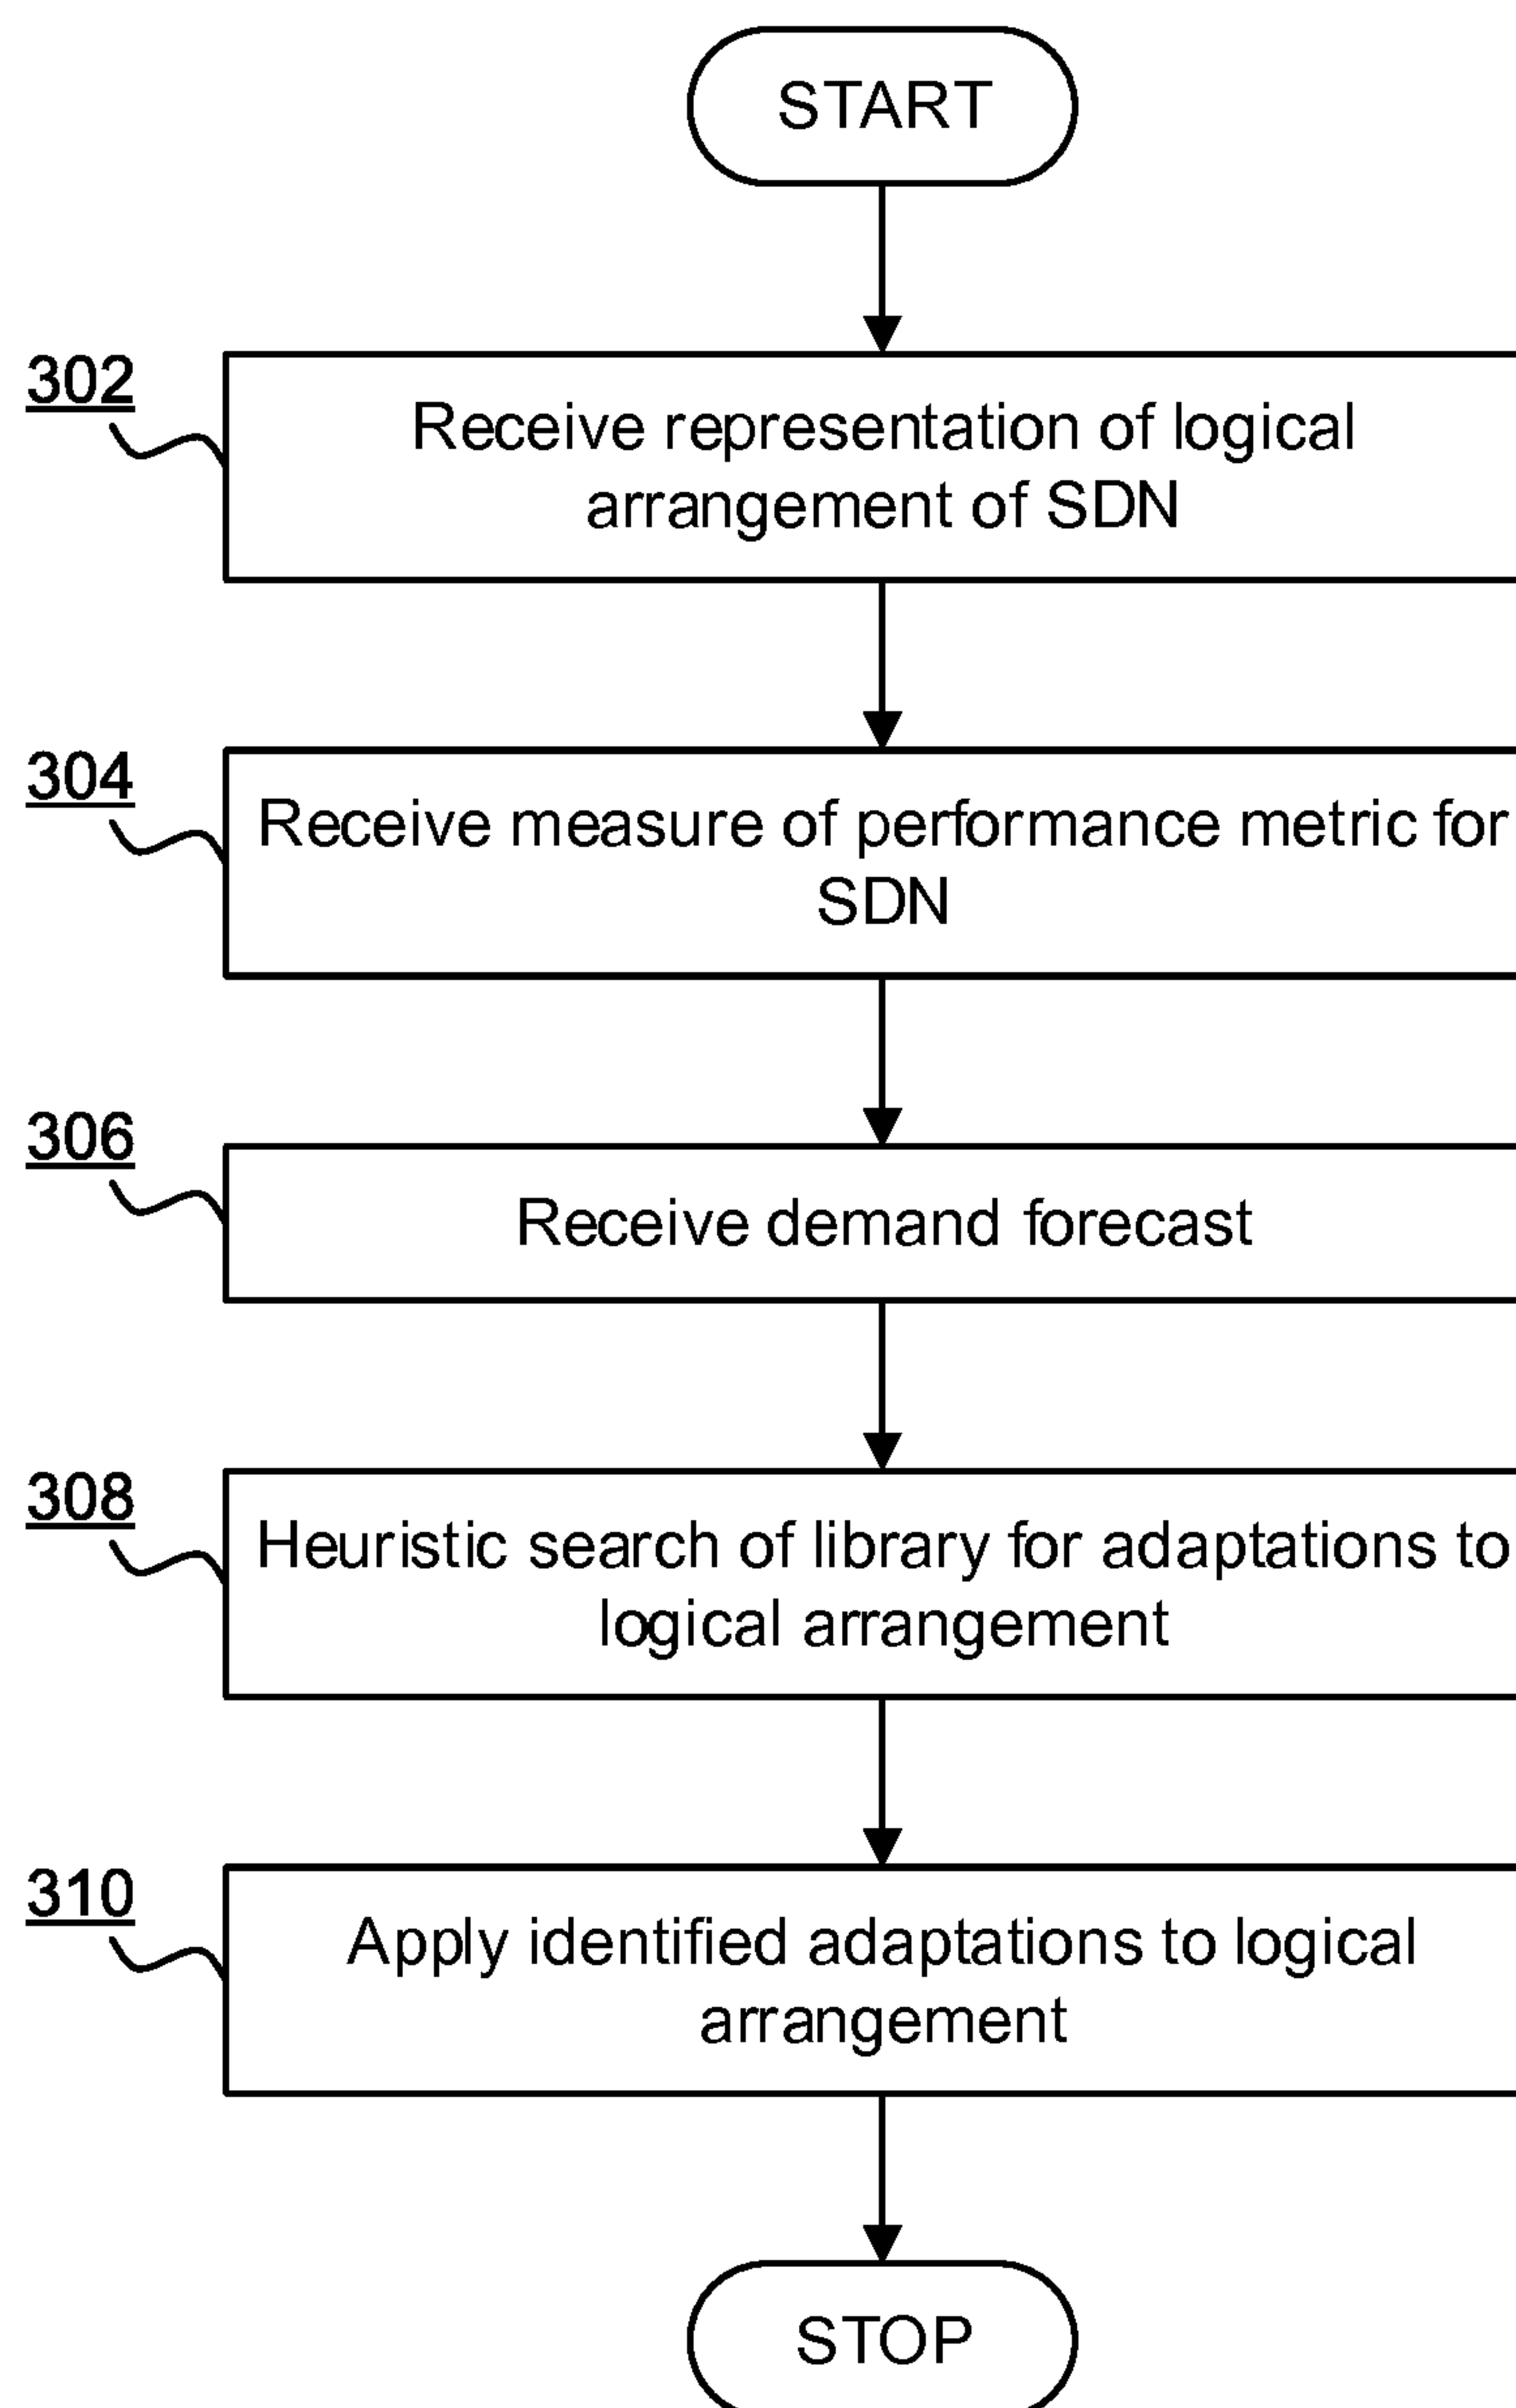 START
302
Receive representation of logical
arrangement of SDN
304
Receive measure of performance metric for
SDN
306
Receive demand forecast
308
Heuristic search of library for adaptations to
logical arrangement
310
Apply identified adaptations to logical
arrangement
STOP